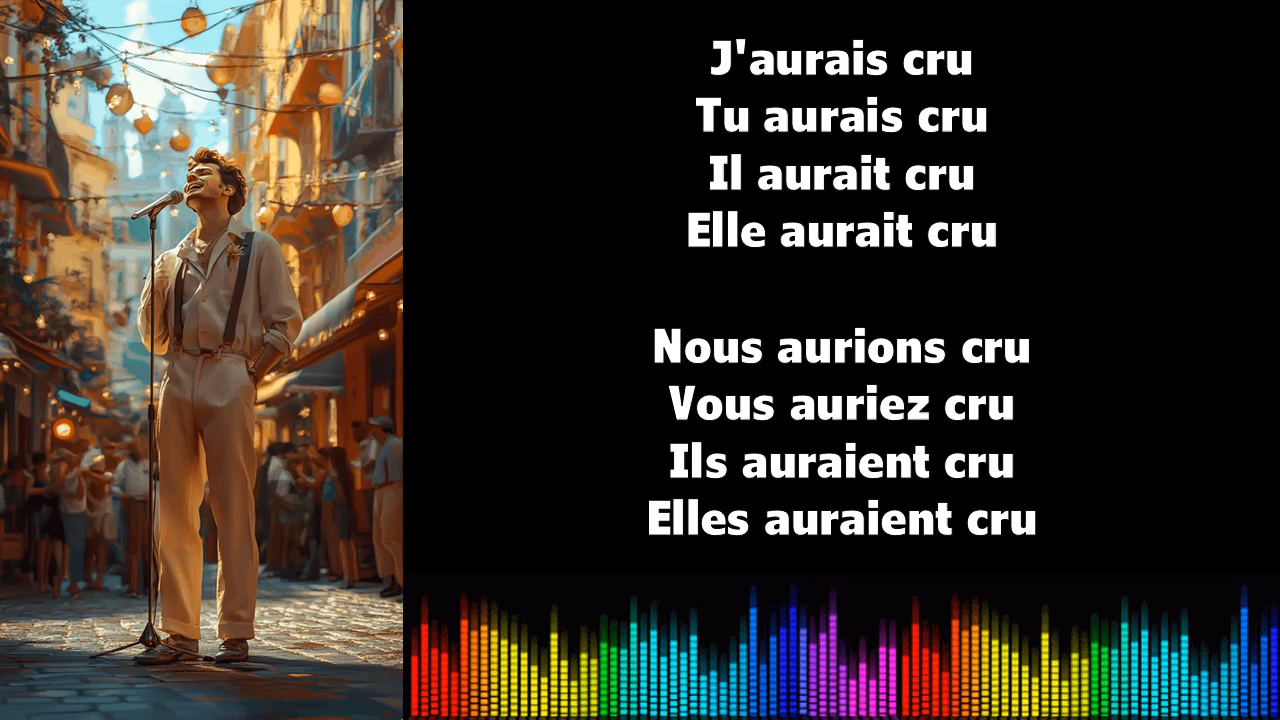 J'aurais cru
Tu aurais cru
Il aurait cru
Elle aurait cru
Nous aurions cru
Vous auriez cru
Ils auraient cru
Elles auraient cru